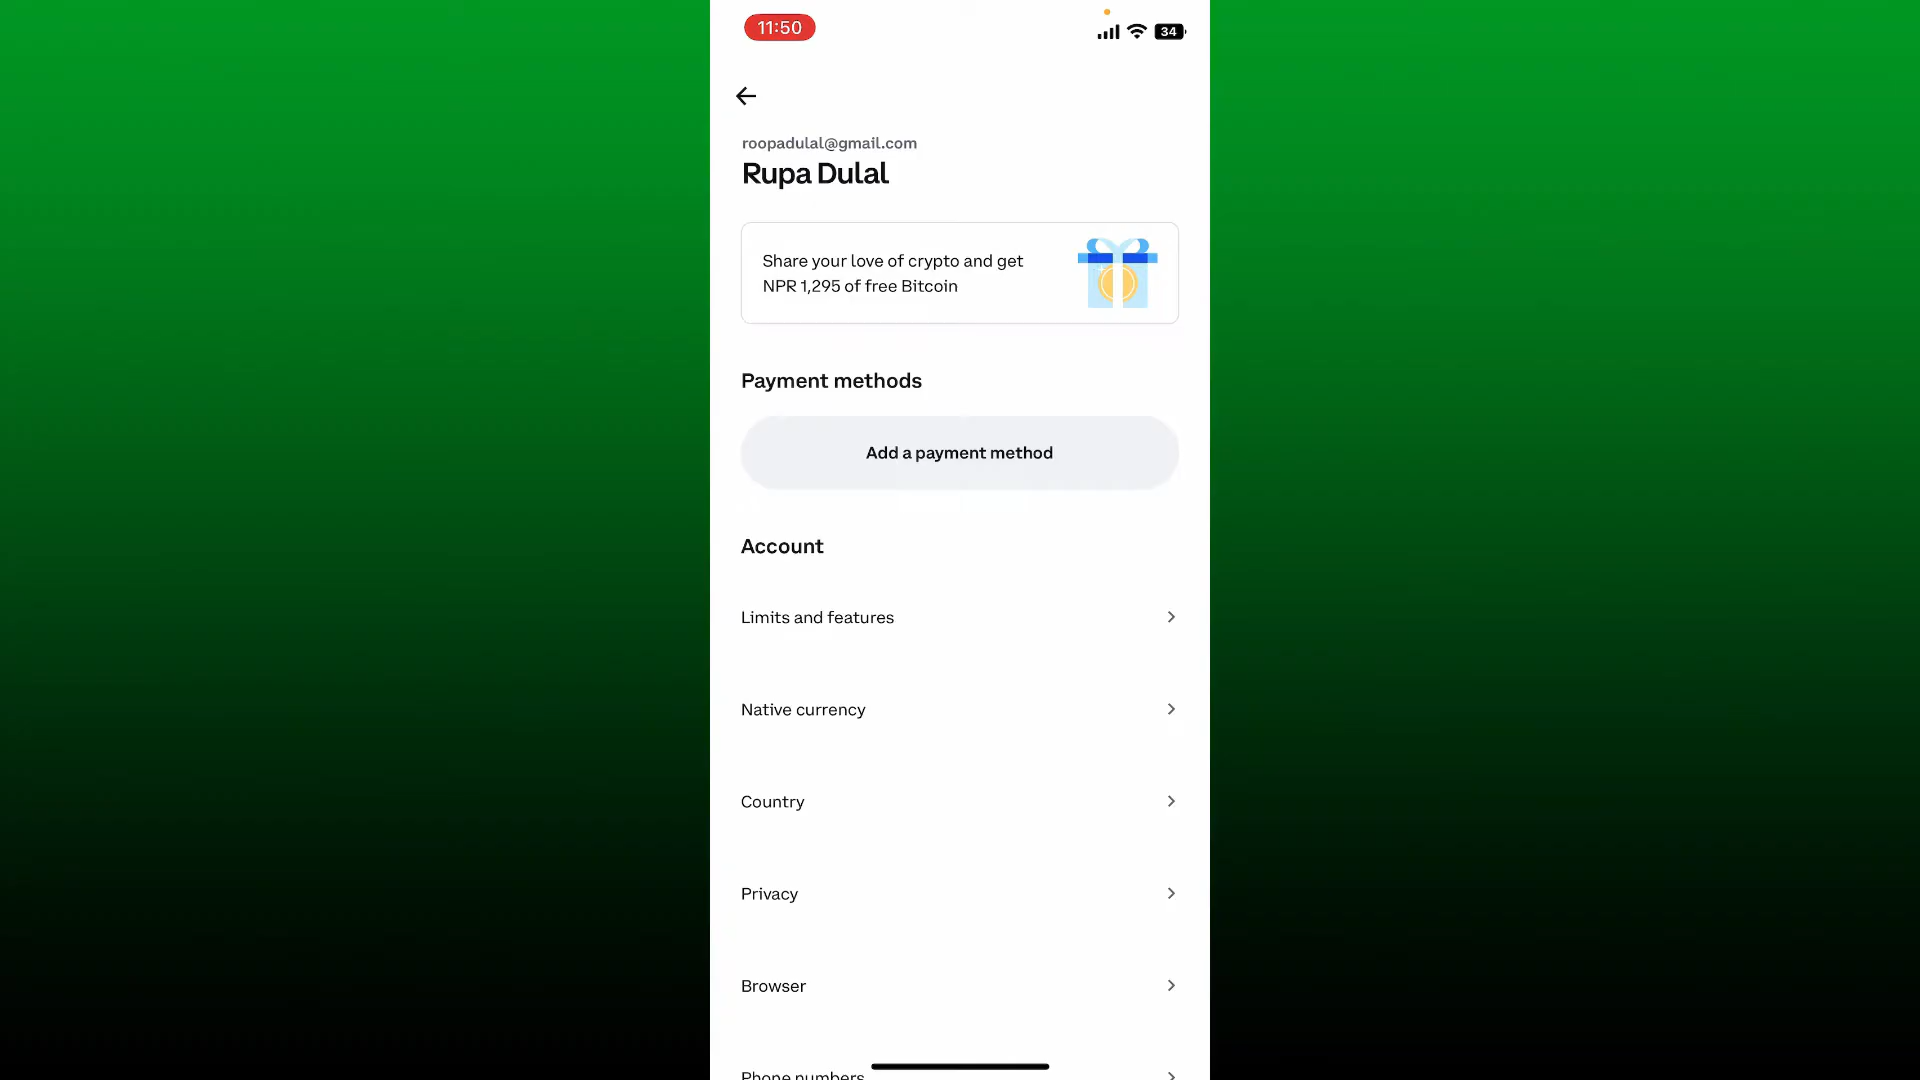 11:50
34
roopadulal@gmail.com
Rupa Dulal
Share your love of crypto and get
NPR 1,295 of free Bitcoin
Payment methods
Add a payment method
Account
Limits and features
Native currency
Country
Privacy
Browser
Phone numbers